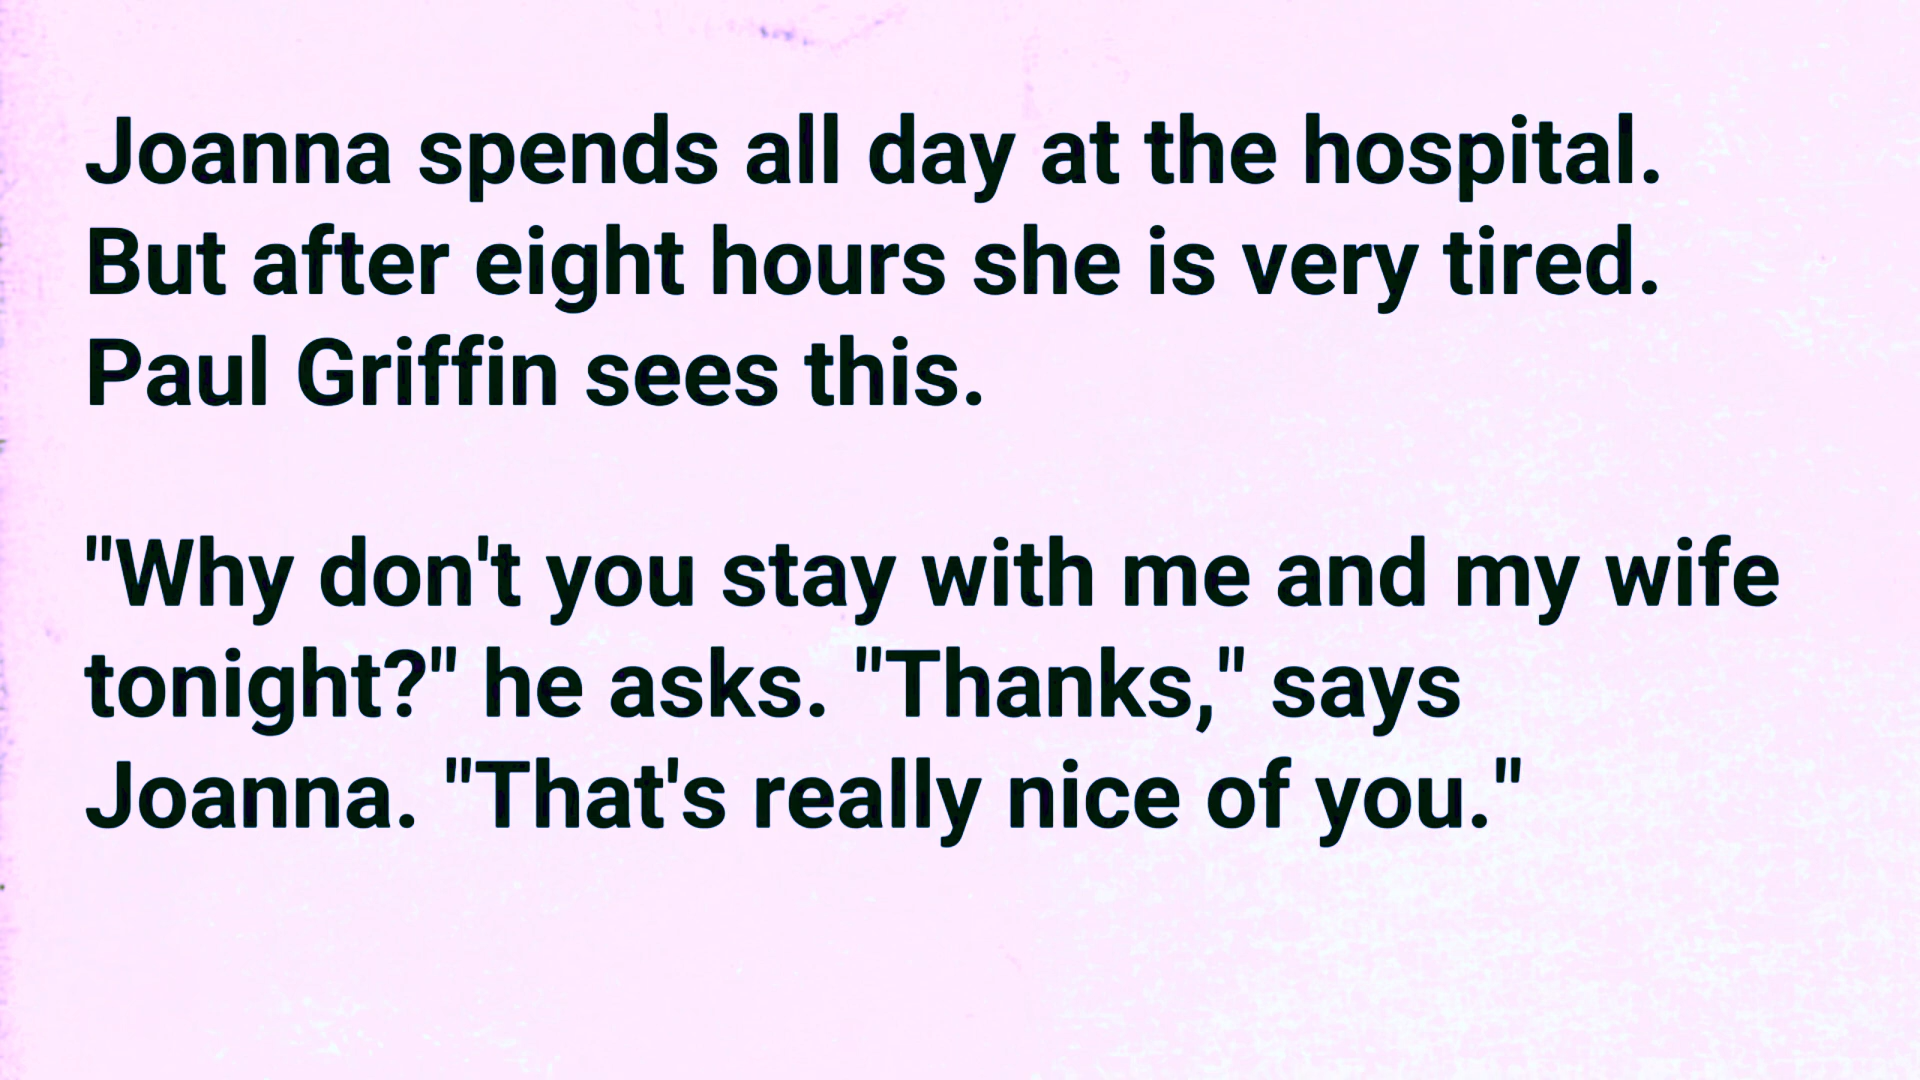 Joanna spends all day at the hospital.
But after eight hours she is very tired.
Paul Griffin sees this.
"Why don't you stay with me and my wife
tonight?" he asks. "Thanks," says
Joanna. "That's really nice of you."